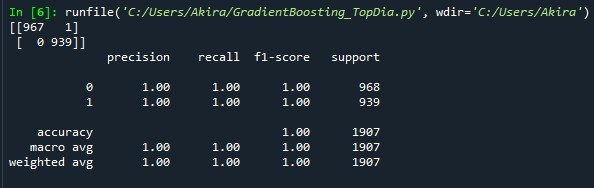 In [6]: runfile('C:/Users/Akira/GradientBoosting_TopDia.py', wdir='C:/Users/Akira')
[[967   1]
 [  0 939]]
              precision    recall  f1-score   support

           0       1.00      1.00      1.00       968
           1       1.00      1.00      1.00       939

    accuracy                           1.00      1907
   macro avg       1.00      1.00      1.00      1907
weighted avg       1.00      1.00      1.00      1907